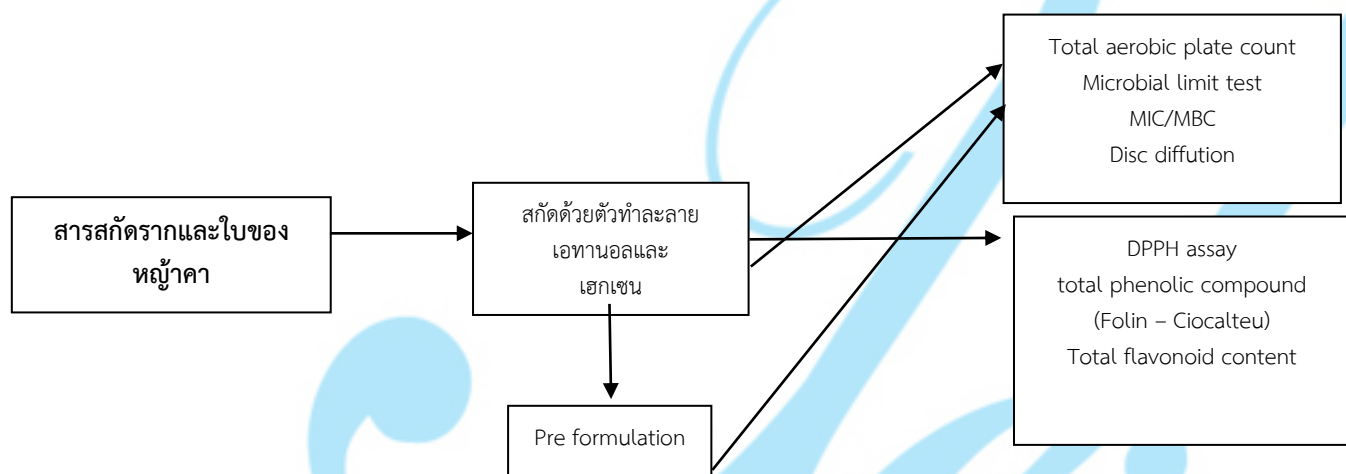 สารสกัดรากและใบของ
หญ้าคา
สกัดด้วยตัวทำละลาย
เอทานอลและ
เฮกเซน
Pre formulation
Total aerobic plate count
Microbial limit test
MIC/MBC
Disc diffution
DPPH assay
total phenolic compound
(Folin – Ciocalteu)
Total flavonoid content